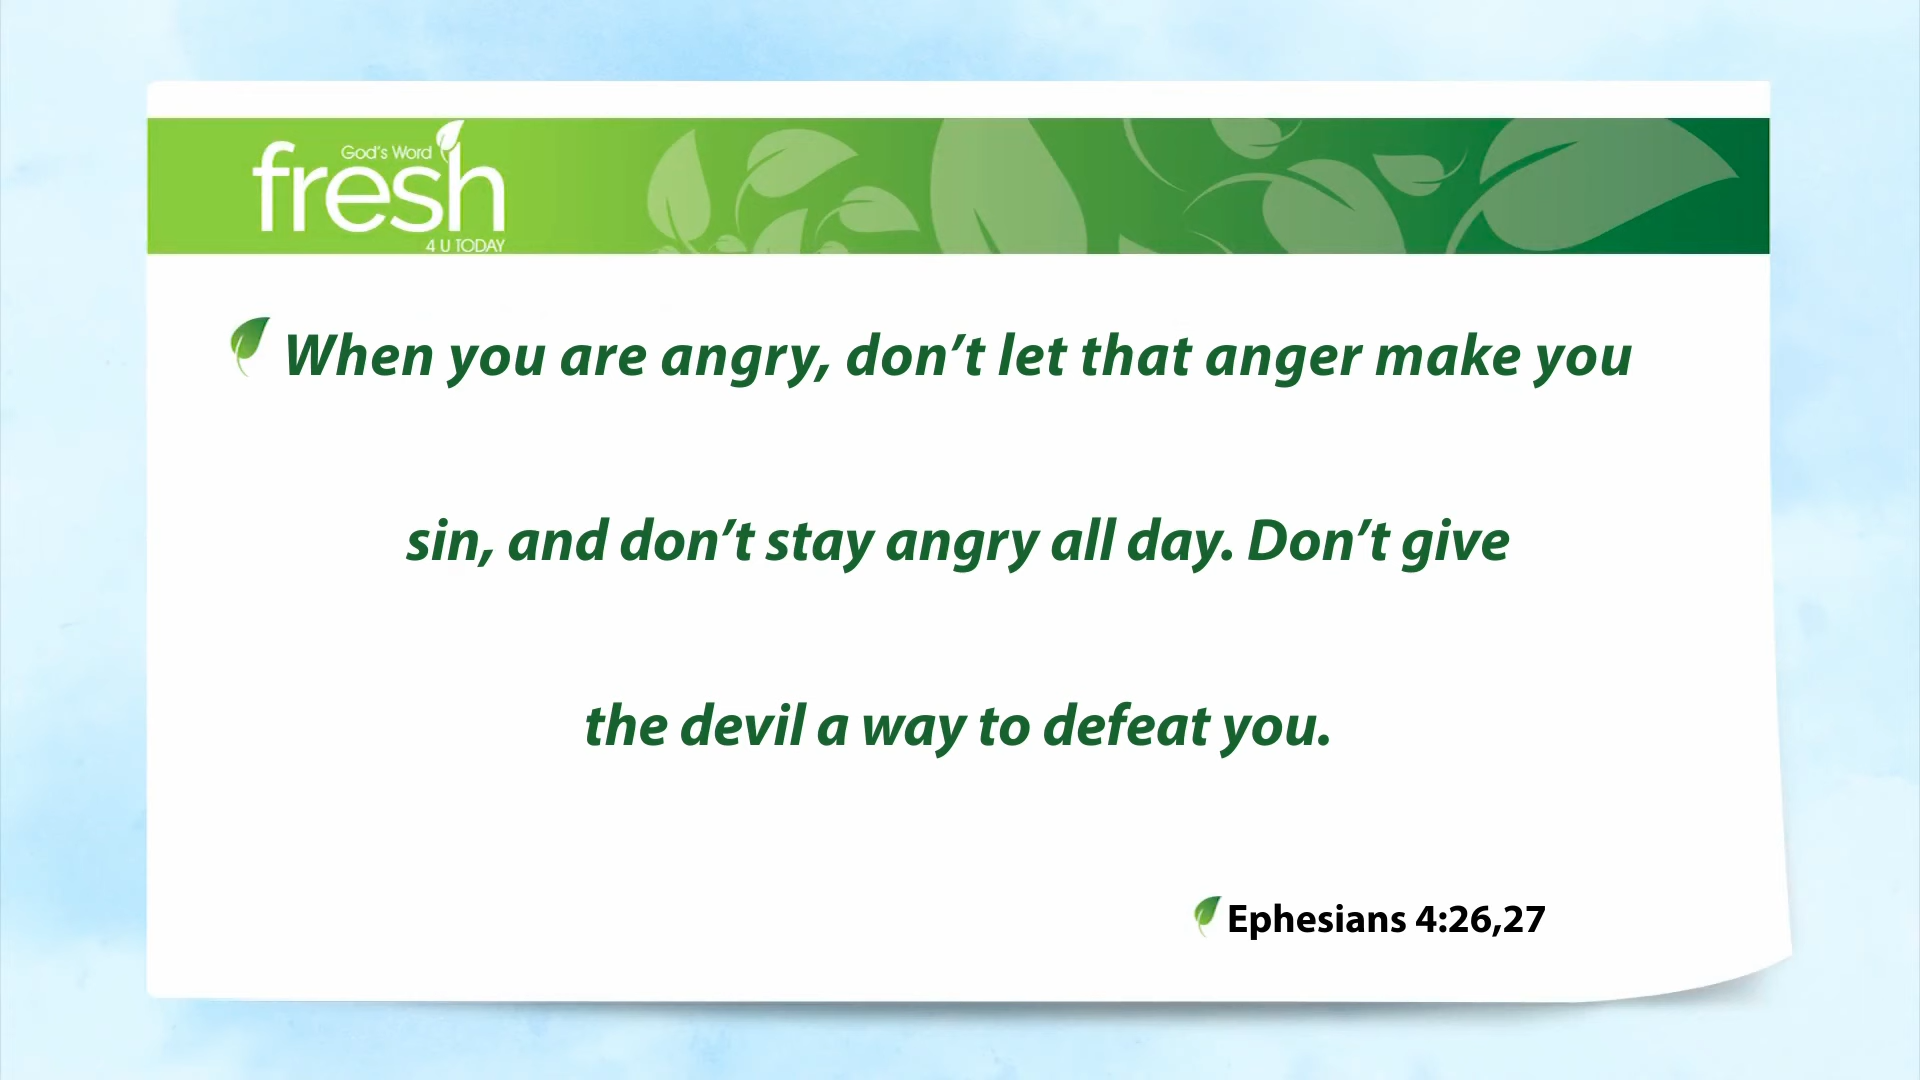 God's Word
fresh
4 U TODAY
When you are angry, don’t let that anger make you
sin, and don’t stay angry all day. Don’t give
the devil a way to defeat you.
Ephesians 4:26,27